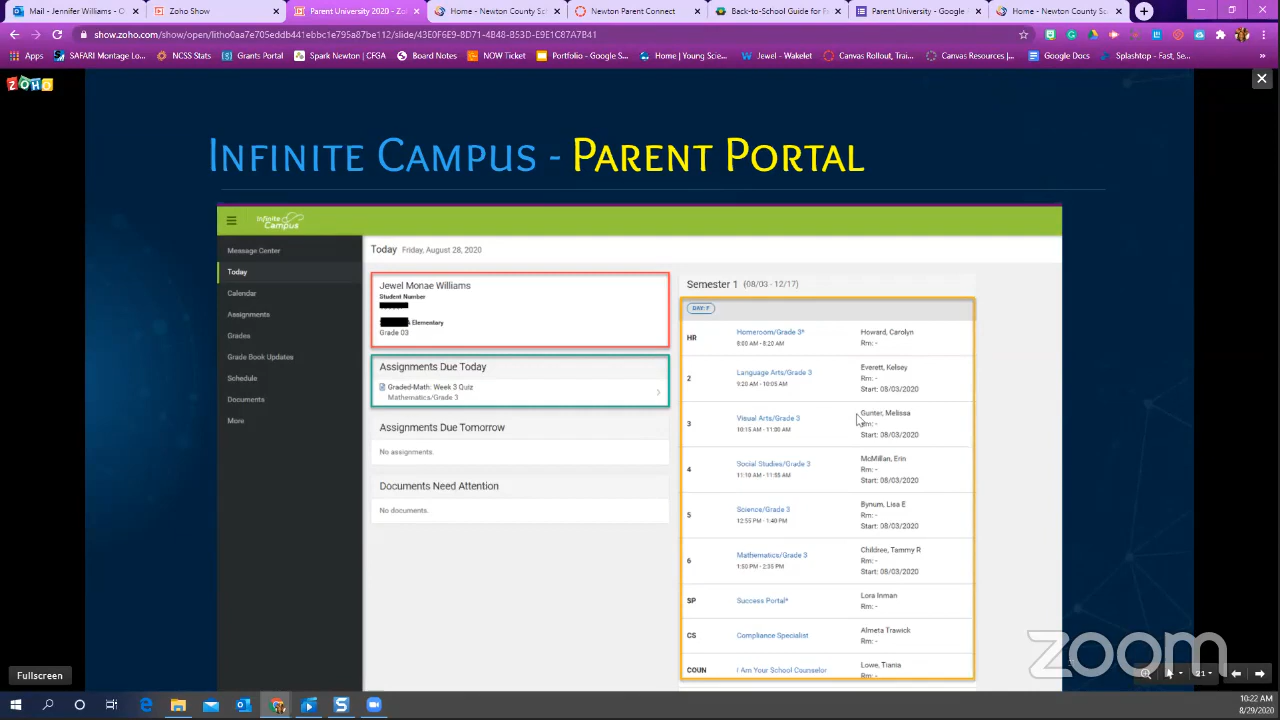 Mail - Jennifer Williams - O
Zoho Show
(7) Twitter
Home - Newton County Sc
Newton Parent Connect
Back-to-School Guide for F
Parent University - Google
Home - Newton County Sc
show.zoho.com/show/open/litho0aa7e705eddb441ebbc1e795a87be112/slide/43E0F6E9-8D71-4B48-B53D-E9E1C87A7B41
Apps
SAFARI Montage Lo...
NCSS Stats
Grants Portal
Spark Newton | GCA
Board Notes
NOW Ticket
Portfolio - Google S...
Home | Young Scie...
Jewel - Wakelet
Canvas Rollout, Trai...
Canvas Resources |...
Canvas Basics Cou...
Splashtop - Free Ed...
ZOHO
Infinite Campus - Parent Portal
Infinite Campus
Message Center
Today
Calendar
Assignments
Grades
Grade Book Updates
Schedule
Documents
More
Today Friday, August 28, 2020
Jewel Monae Williams
Student Number
Elementary
Grade 03
Assignments Due Today
Graded-Math: Week 3 Quiz
Mathematics/Grade 3
Assignments Due Tomorrow
No assignments.
Documents Need Attention
No documents.
Semester 1 (08/03 - 12/17)
DAY: F
HR
Homeroom/Grade 3*
8:00 AM - 8:20 AM
Howard, Carolyn
Rm: -
2
Language Arts/Grade 3
9:20 AM - 10:05 AM
Everett, Kelsey
Rm: -
Start: 08/03/2020
3
Visual Arts/Grade 3
10:15 AM - 11:00 AM
Gunter, Melissa
Rm: -
Start: 08/03/2020
4
Social Studies/Grade 3
11:10 AM - 11:55 AM
McMillan, Erin
Rm: -
Start: 08/03/2020
5
Science/Grade 3
12:55 PM - 1:40 PM
Bynum, Lisa E
Rm: -
Start: 08/03/2020
6
Mathematics/Grade 3
1:50 PM - 2:35 PM
Childree, Tammy R
Rm: -
Start: 08/03/2020
SP
Success Portal*
Lora Inman
Rm: -
CS
Compliance Specialist
Almeta Trawick
Rm: -
COUN
I Am Your School Counselor
Lowe, Tiania
Rm: -
zoom
21
10:22 AM
8/29/2020